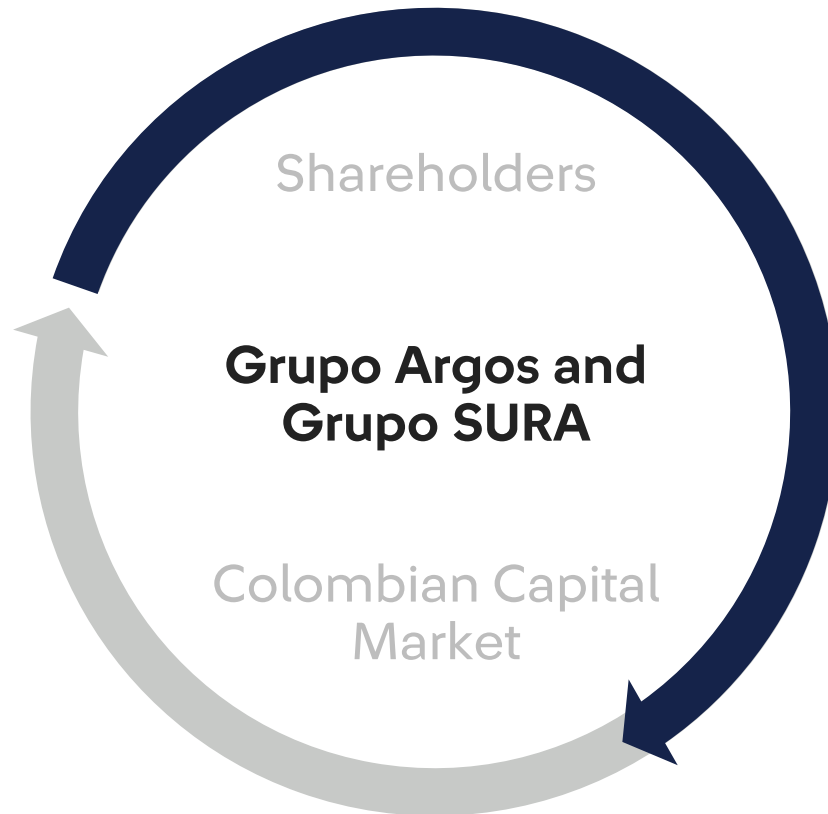 Shareholders
Grupo Argos and
Grupo SURA
Colombian Capital
Market